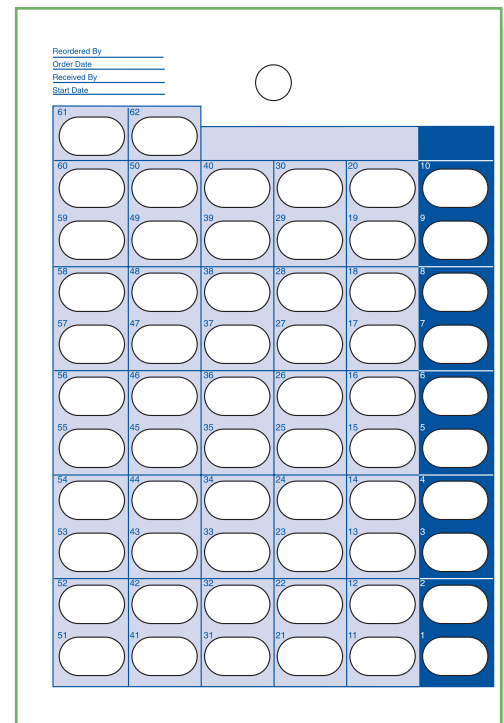 Reordered By
Order Date
Received By
Start Date
61 62
60 50 40 30 20 10
59 49 39 29 19 9
58 48 38 28 18 8
57 47 37 27 17 7
56 46 36 26 16 6
55 45 35 25 15 5
54 44 34 24 14 4
53 43 33 23 13 3
52 42 32 22 12 2
51 41 31 21 11 1